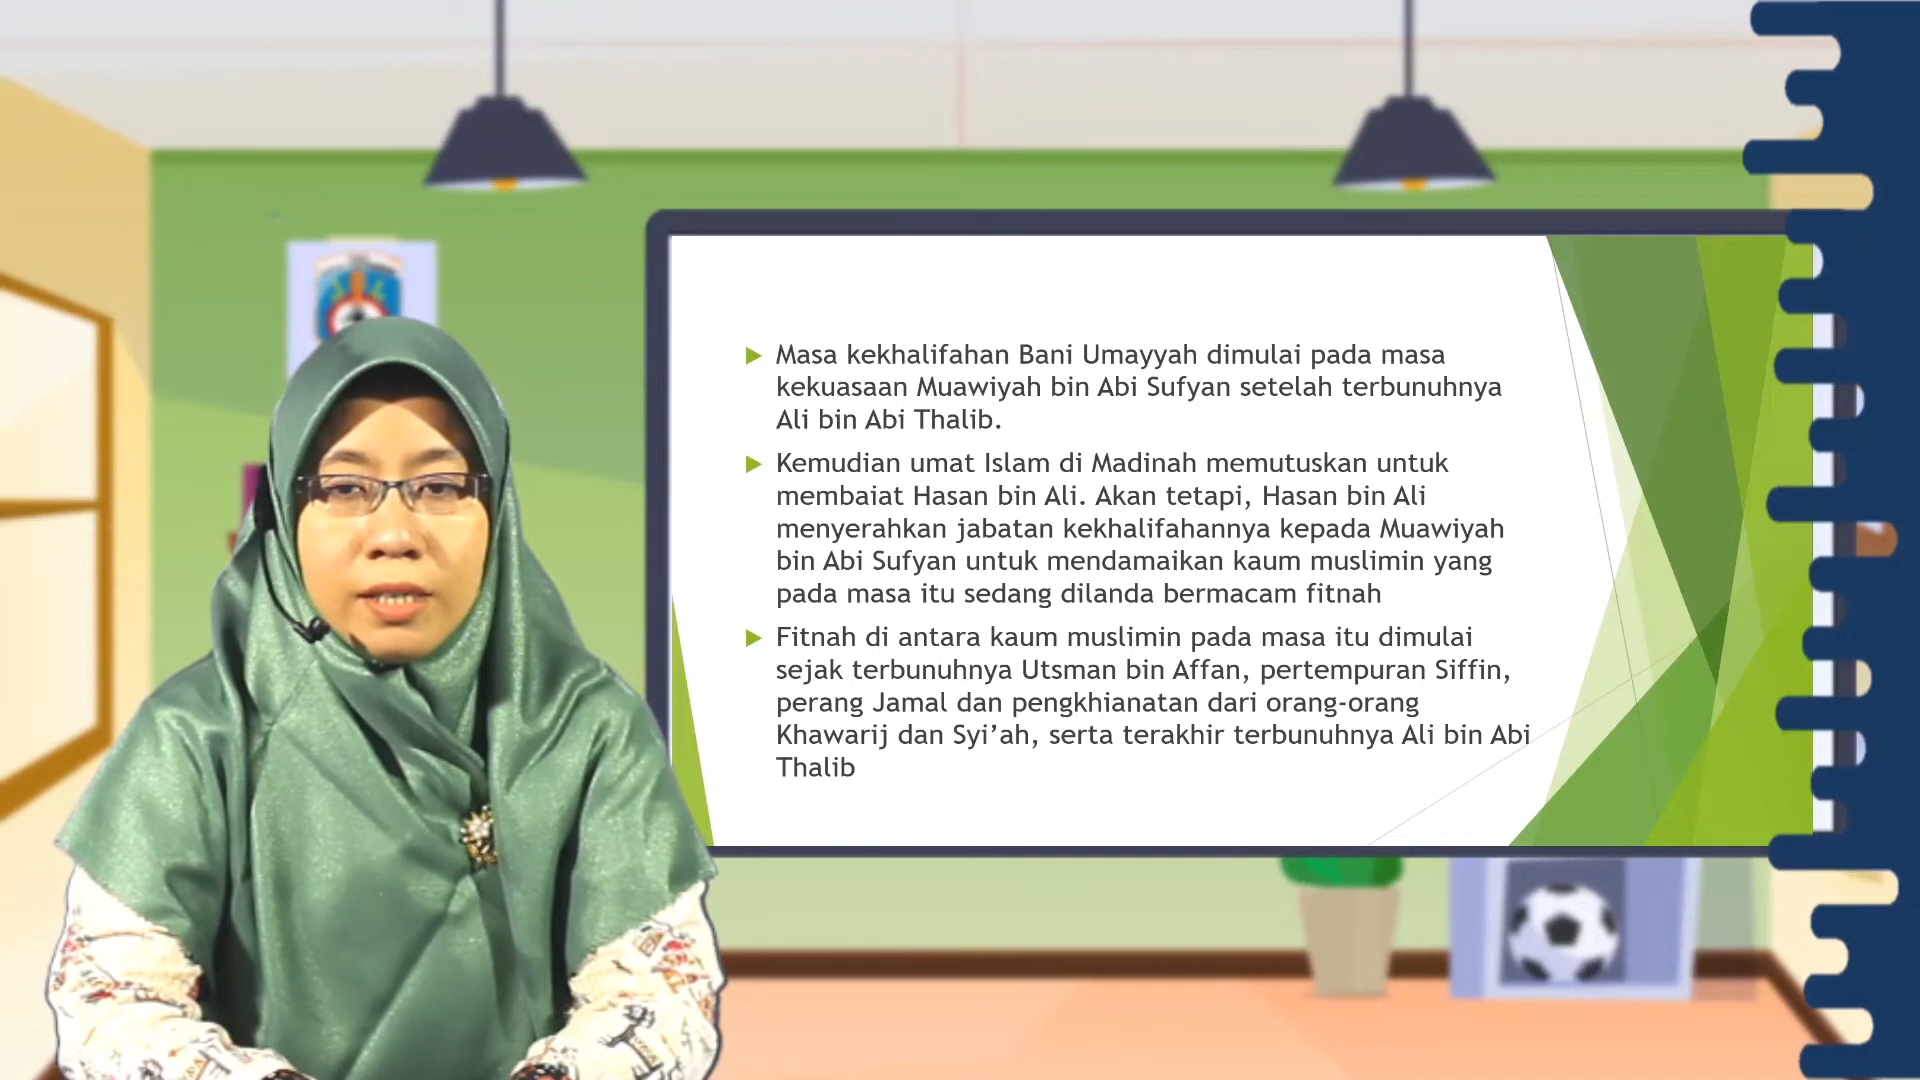 Masa kekhalifahan Bani Umayyah dimulai pada masa
kekuasaan Muawiyah bin Abi Sufyan setelah terbunuhnya
Ali bin Abi Thalib.
Kemudian umat Islam di Madinah memutuskan untuk
membaiat Hasan bin Ali. Akan tetapi, Hasan bin Ali
menyerahkan jabatan kekhalifahannya kepada Muawiyah
bin Abi Sufyan untuk mendamaikan kaum muslimin yang
pada masa itu sedang dilanda bermacam fitnah
Fitnah di antara kaum muslimin pada masa itu dimulai
sejak terbunuhnya Utsman bin Affan, pertempuran Siffin,
perang Jamal dan pengkhianatan dari orang-orang
Khawarij dan Syi’ah, serta terakhir terbunuhnya Ali bin Abi
Thalib